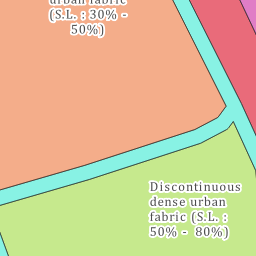 urban fabric
(S.L. : 30% -
50%)
Discontinuous
dense urban
fabric (S.L. :
50% -  80%)